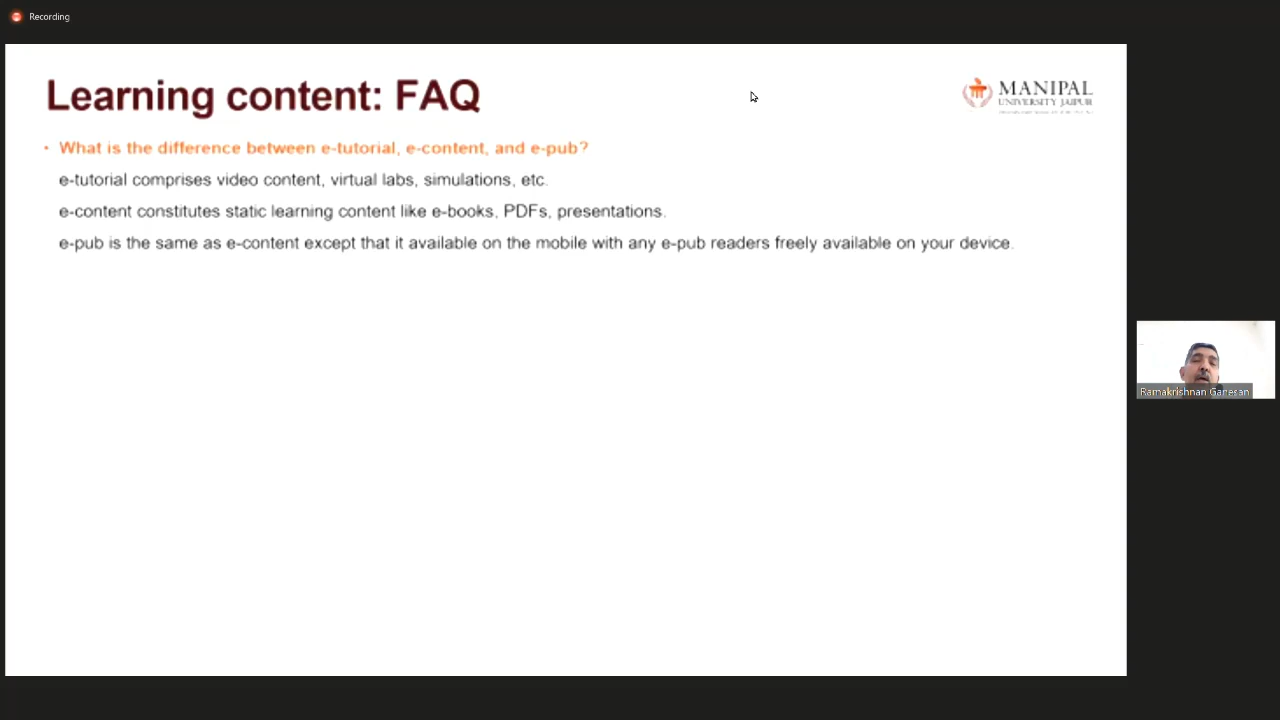 Recording
Learning content: FAQ
MANIPAL
UNIVERSITY JAIPUR
• What is the difference between e-tutorial, e-content, and e-pub?
e-tutorial comprises video content, virtual labs, simulations, etc.
e-content constitutes static learning content like e-books, PDFs, presentations.
e-pub is the same as e-content except that it available on the mobile with any e-pub readers freely available on your device.
Ramakrishnan Ganesan